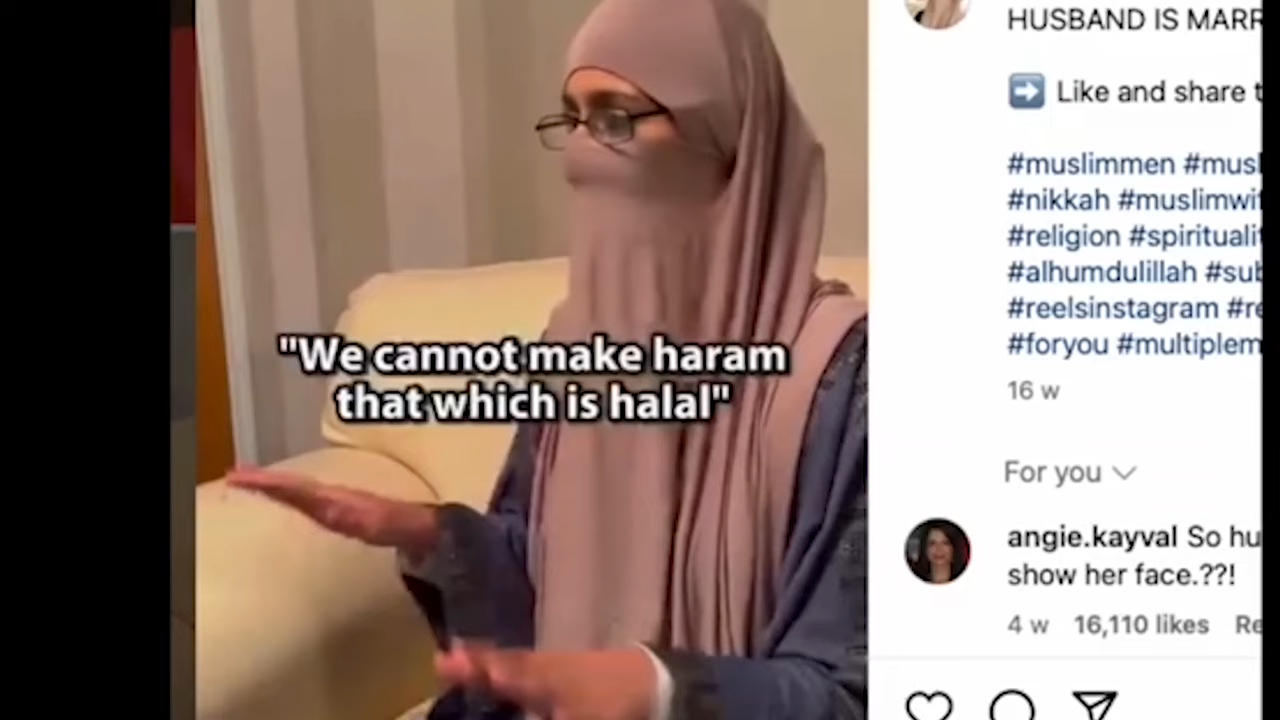 "We cannot make haram
that which is halal"
HUSBAND IS MARR
Like and share t
#muslimmen #musl
#nikkah #muslimwif
#religion #spiritualit
#alhumdulillah #sub
#reelsinstagram #re
#foryou #multiplem
16 w
For you
angie.kayval So hu
show her face.??!
4 w 16,110 likes Re